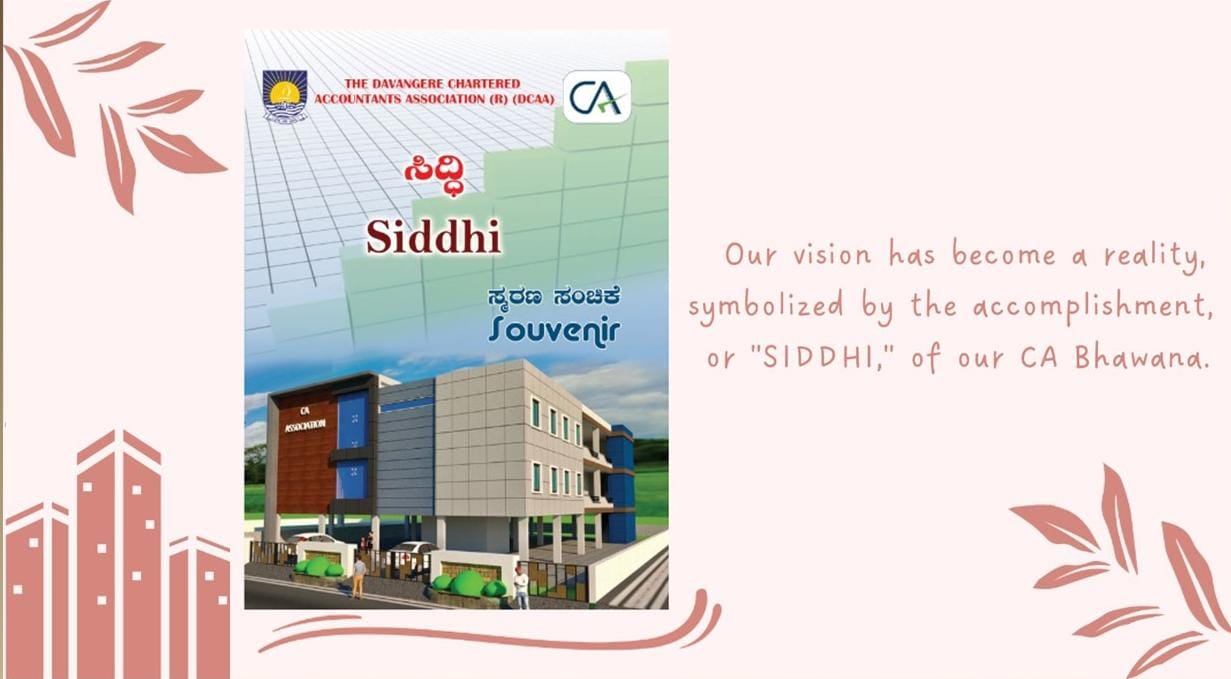 THE DAVANGERE CHARTERED
ACCOUNTANTS ASSOCIATION (R) (DCAA)
CA
ಸಿದ್ಧಿ
Siddhi
ಸ್ಮರಣ ಸಂಚಿಕೆ
Souvenir
CA
ASSOCIATION
Our vision has become a reality,
symbolized by the accomplishment,
or "SIDDHI," of our CA Bhawana.